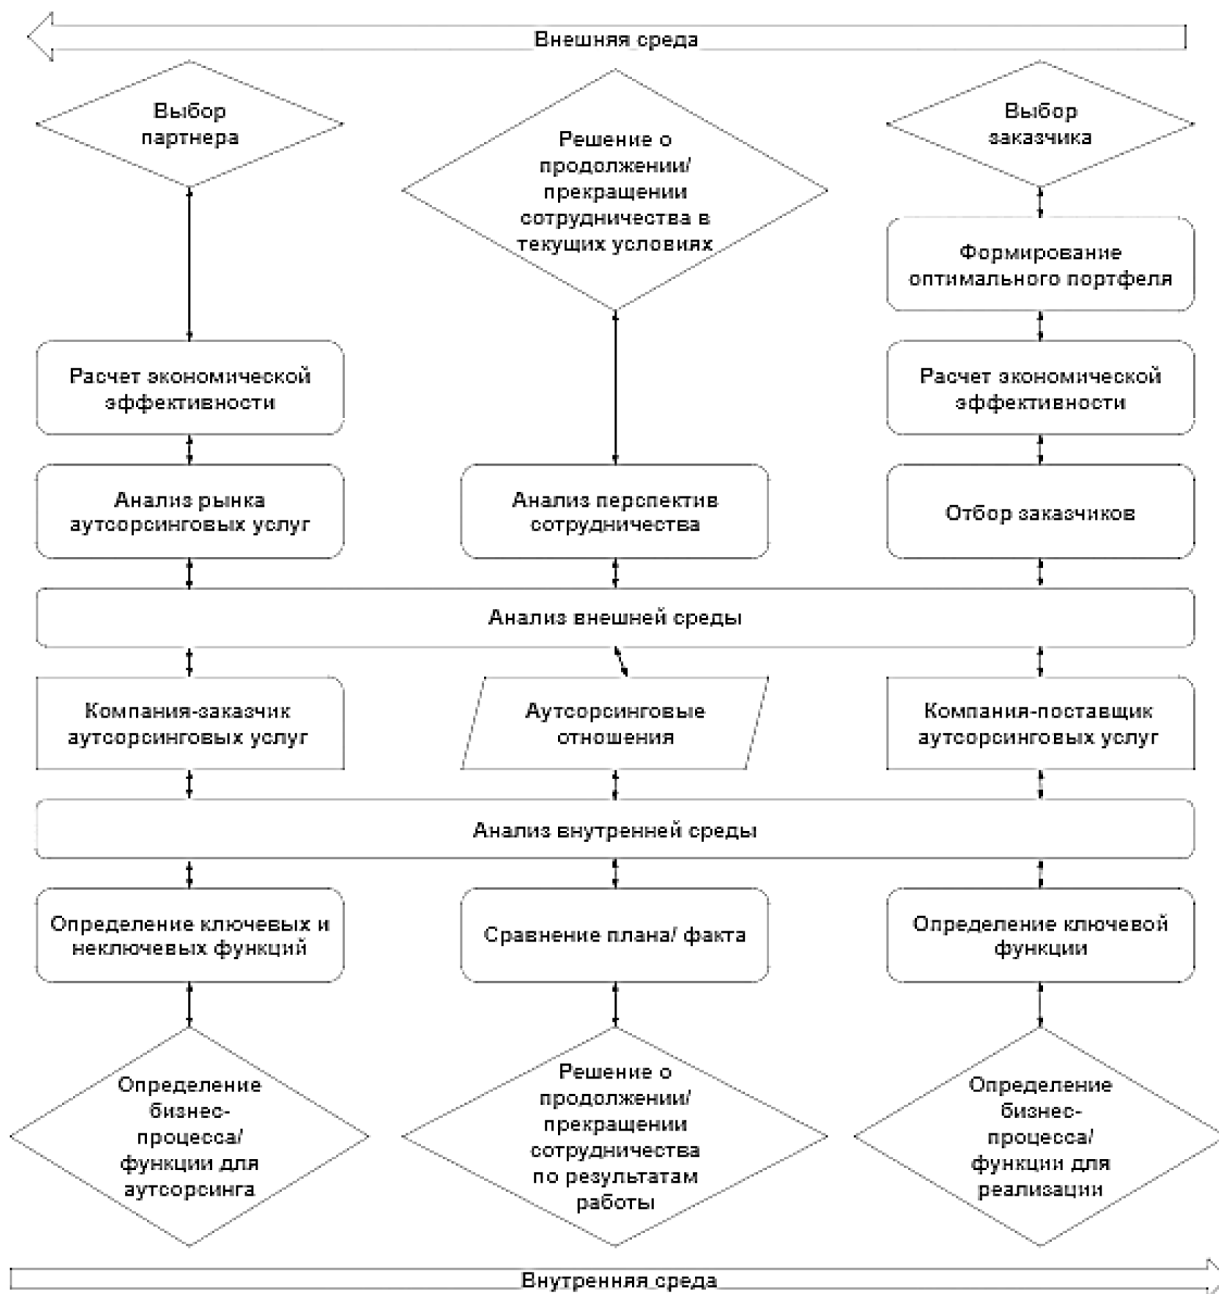 Внешняя среда
Выбор
партнера
Решение о
продолжении/
прекращении
сотрудничества в
текущих условиях
Выбор
заказчика
Формирование
оптимального портфеля
Расчет экономической
эффективности
Расчет экономической
эффективности
Анализ рынка
аутсорсинговых услуг
Анализ перспектив
сотрудничества
Отбор заказчиков
Анализ внешней среды
Компания-заказчик
аутсорсинговых услуг
Аутсорсинговые
отношения
Компания-поставщик
аутсорсинговых услуг
Анализ внутренней среды
Определение ключевых и
неключевых функций
Сравнение плана/ факта
Определение ключевой
функции
Определение
бизнес-
процесса/
функции для
аутсорсинга
Решение о
продолжении/
прекращении
сотрудничества
по результатам
работы
Определение
бизнес-
процесса/
функции для
реализации
Внутренняя среда